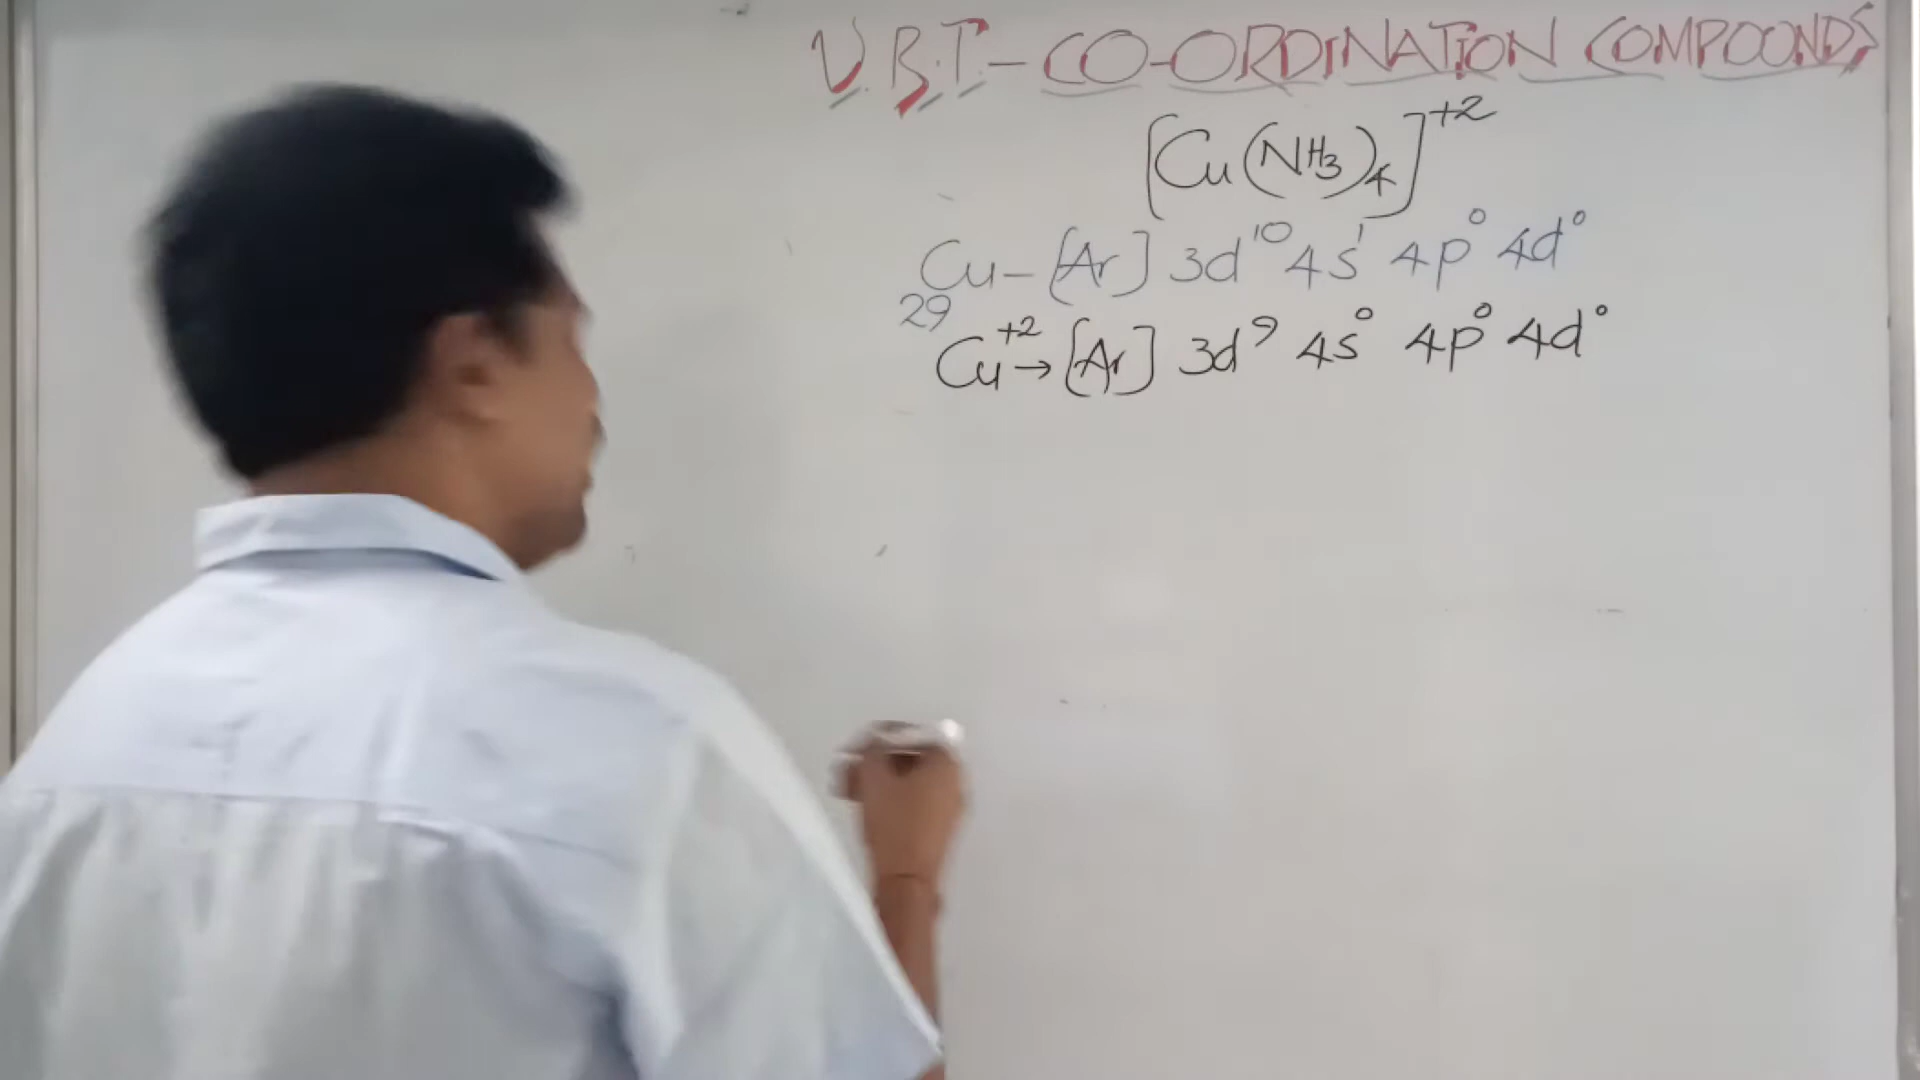 V.B.T - CO-ORDINATION COMPOUNDS
[Cu(NH3)4]+2
Cu - [Ar] 3d10 4s1 4p0 4d0
29
Cu+2 → [Ar] 3d9 4s0 4p0 4d0